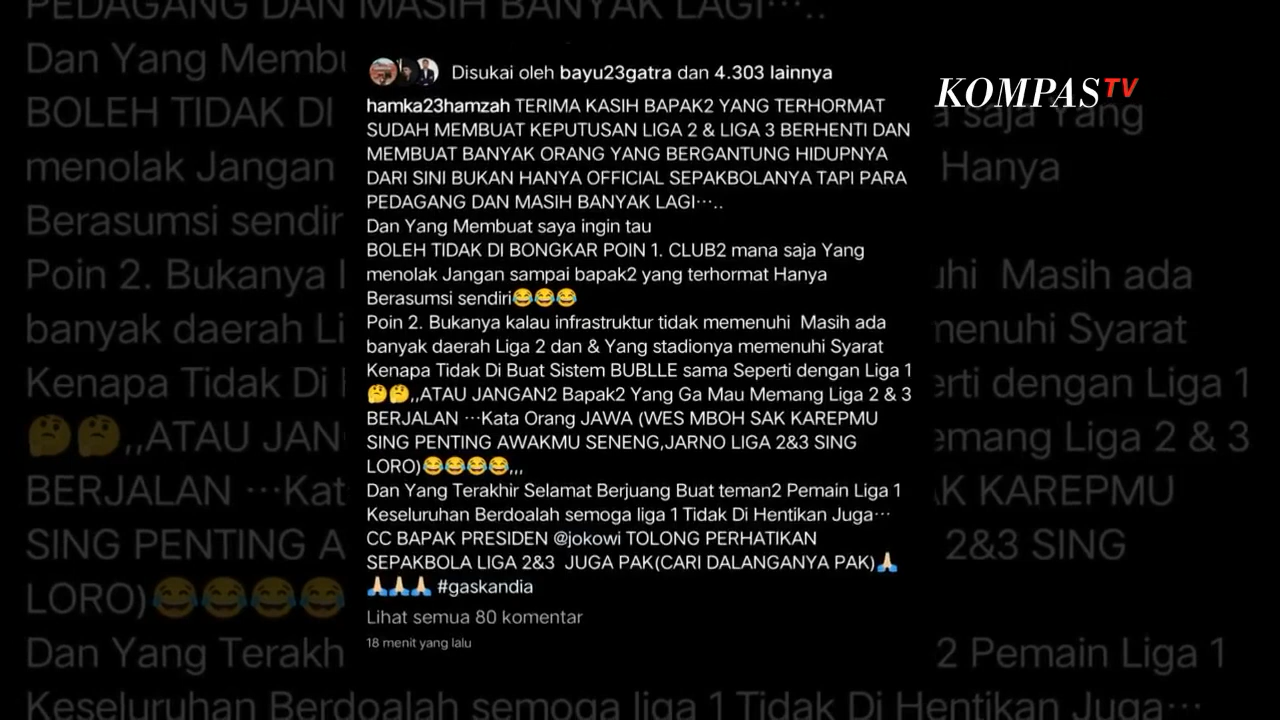 KOMPAS TV
Disukai oleh bayu23gatra dan 4.303 lainnya
hamka23hamzah TERIMA KASIH BAPAK2 YANG TERHORMAT
SUDAH MEMBUAT KEPUTUSAN LIGA 2 & LIGA 3 BERHENTI DAN
MEMBUAT BANYAK ORANG YANG BERGANTUNG HIDUPNYA
DARI SINI BUKAN HANYA OFFICIAL SEPAKBOLANYA TAPI PARA
PEDAGANG DAN MASIH BANYAK LAGI…..
Dan Yang Membuat saya ingin tau
BOLEH TIDAK DI BONGKAR POIN 1. CLUB2 mana saja Yang
menolak Jangan sampai bapak2 yang terhormat Hanya
Berasumsi sendiri😂😂😂
Poin 2. Bukanya kalau infrastruktur tidak memenuhi  Masih ada
banyak daerah Liga 2 dan & Yang stadionya memenuhi Syarat
Kenapa Tidak Di Buat Sistem BUBLLE sama Seperti dengan Liga 1
🤔🤔,,ATAU JANGAN2 Bapak2 Yang Ga Mau Memang Liga 2 & 3
BERJALAN …Kata Orang JAWA (WES MBOH SAK KAREPMU
SING PENTING AWAKMU SENENG,JARNO LIGA 2&3 SING
LORO)😂😂😂😂,,,
Dan Yang Terakhir Selamat Berjuang Buat teman2 Pemain Liga 1
Keseluruhan Berdoalah semoga liga 1 Tidak Di Hentikan Juga…
CC BAPAK PRESIDEN @jokowi TOLONG PERHATIKAN
SEPAKBOLA LIGA 2&3  JUGA PAK(CARI DALANGANYA PAK)🙏🏻
🙏🏻🙏🏻🙏🏻 #gaskandia
Lihat semua 80 komentar
18 menit yang lalu